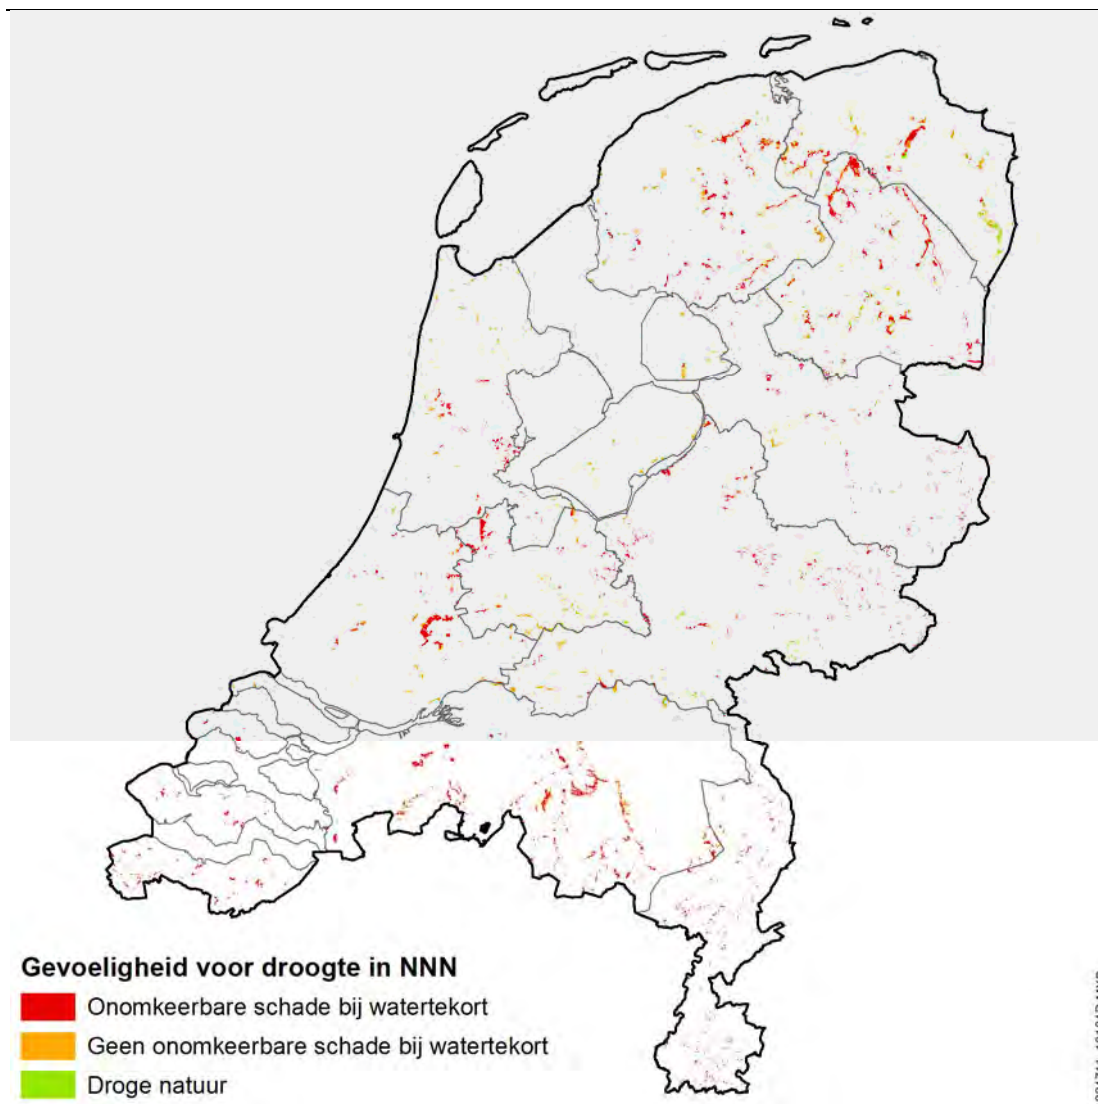 Gevoeligheid voor droogte in NNN
Onomkeerbare schade bij watertekort
Geen onomkeerbare schade bij watertekort
Droge natuur